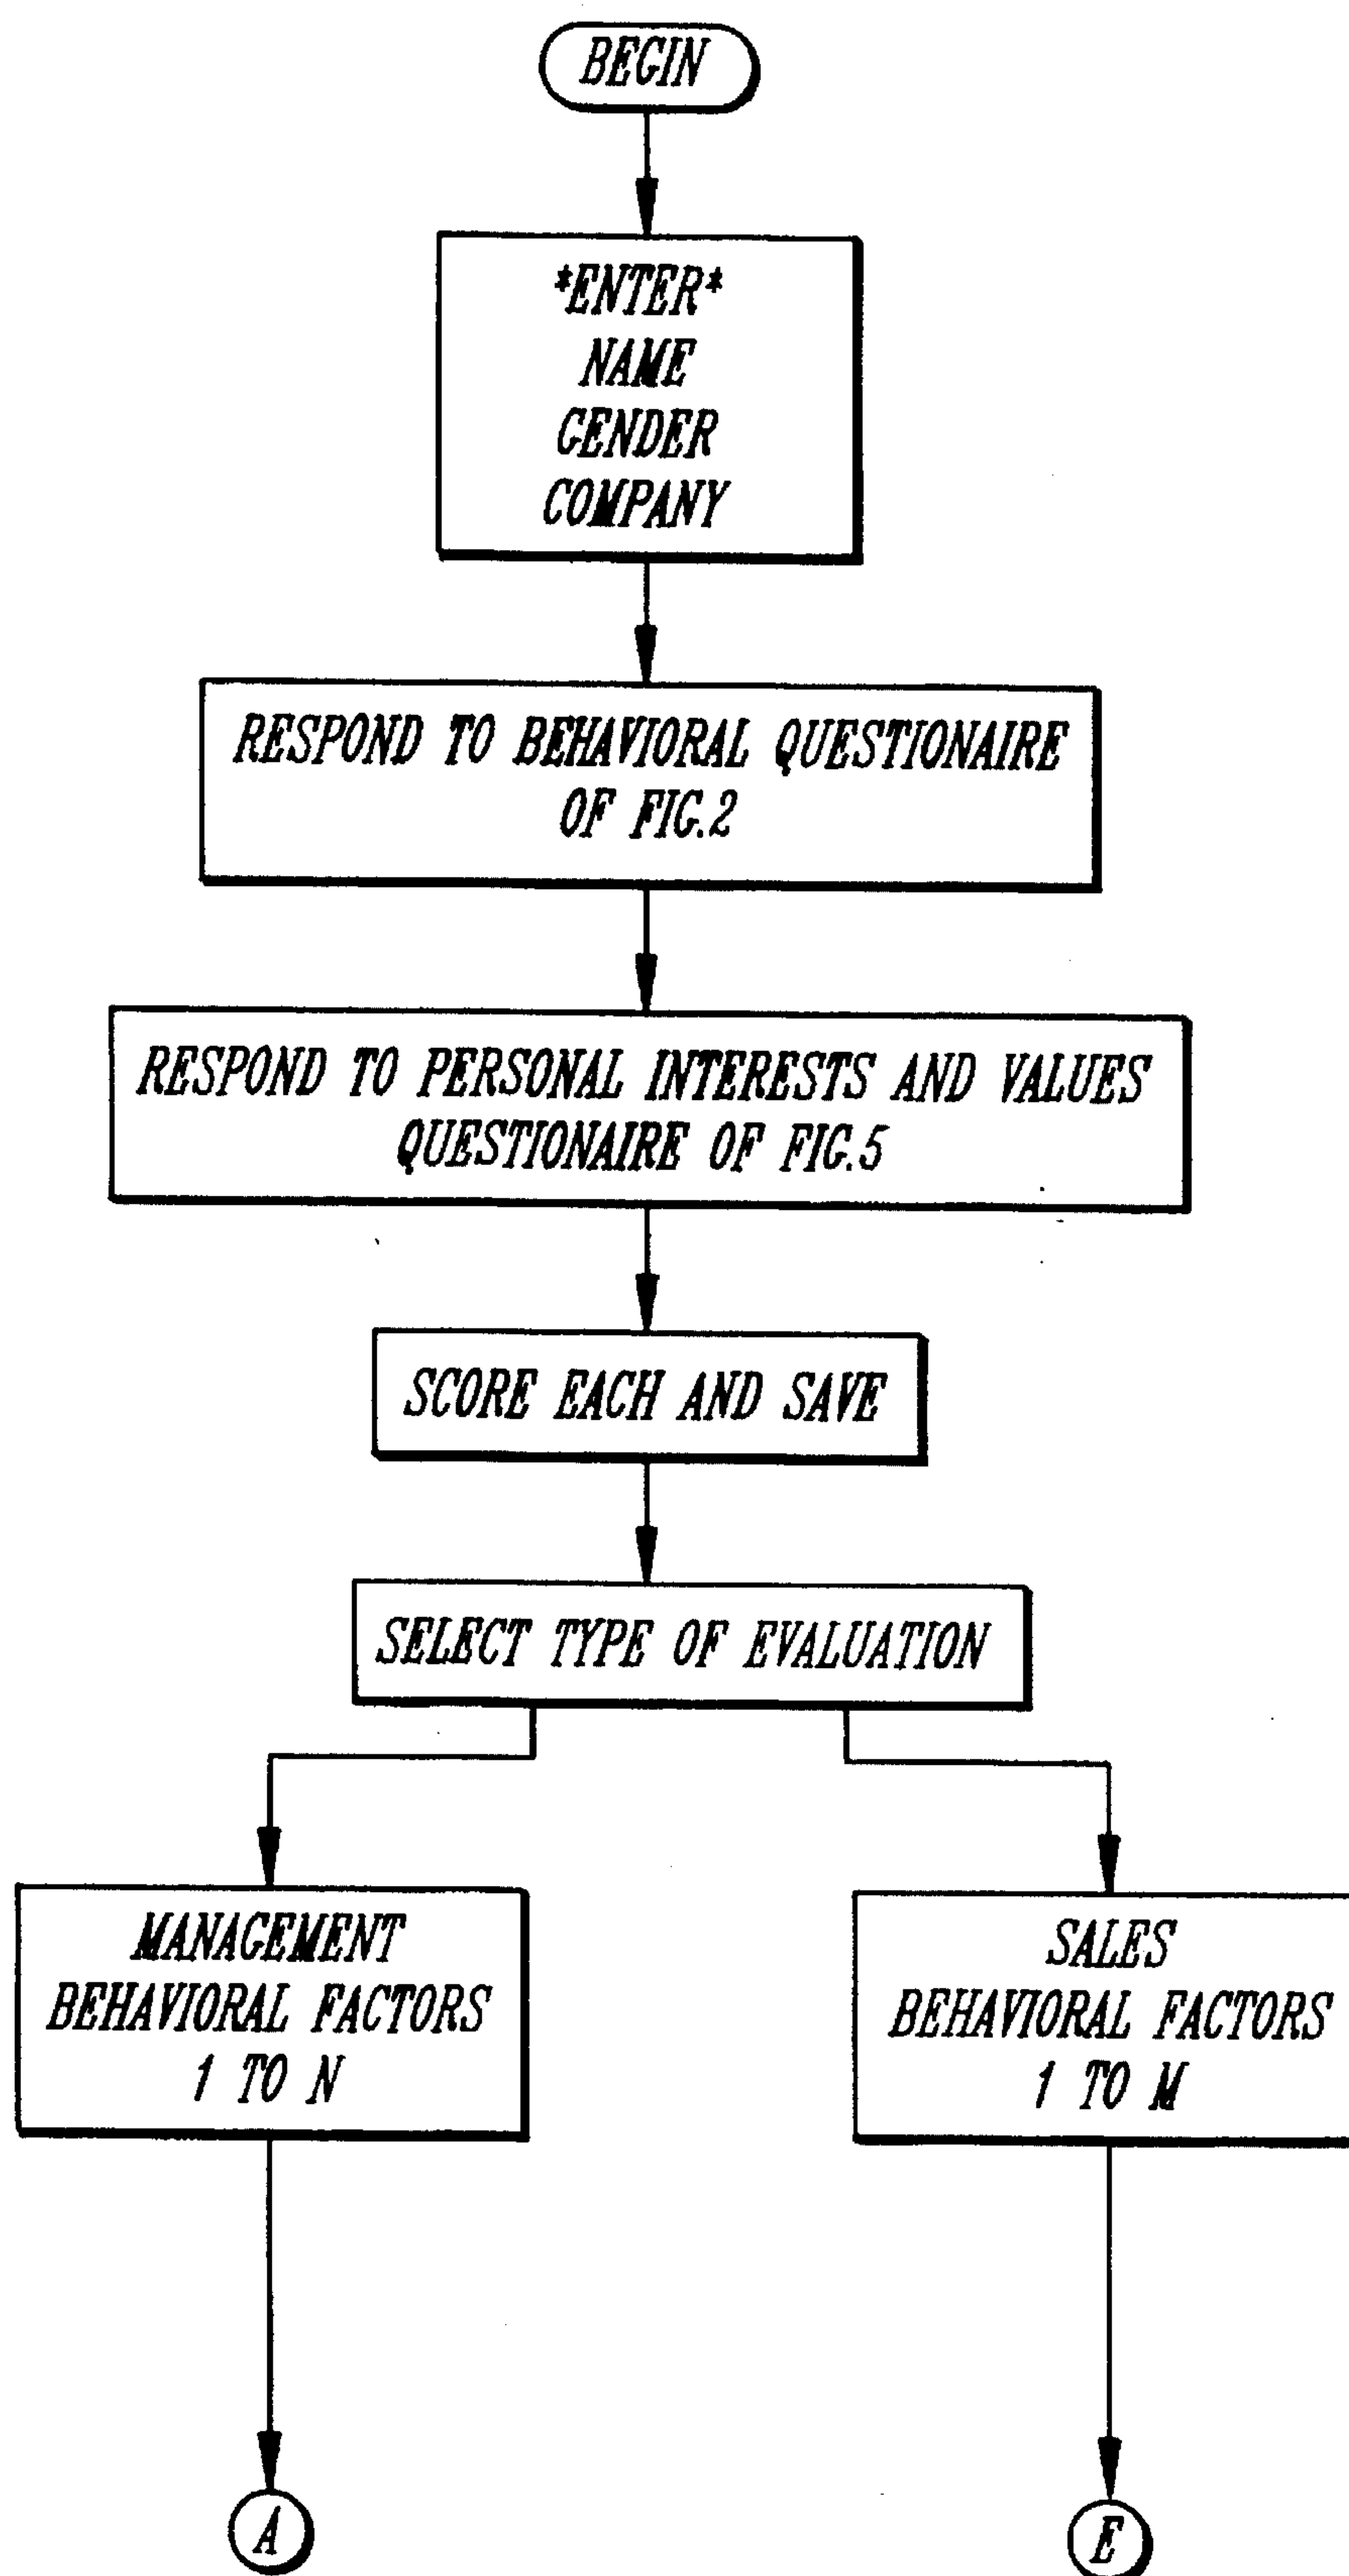 BEGIN
*ENTER*
NAME
GENDER
COMPANY
RESPOND TO BEHAVIORAL QUESTIONAIRE
OF FIG.2
RESPOND TO PERSONAL INTERESTS AND VALUES
QUESTIONAIRE OF FIG.5
SCORE EACH AND SAVE
SELECT TYPE OF EVALUATION
MANAGEMENT
BEHAVIORAL FACTORS
1 TO N
SALES
BEHAVIORAL FACTORS
1 TO M
A
E